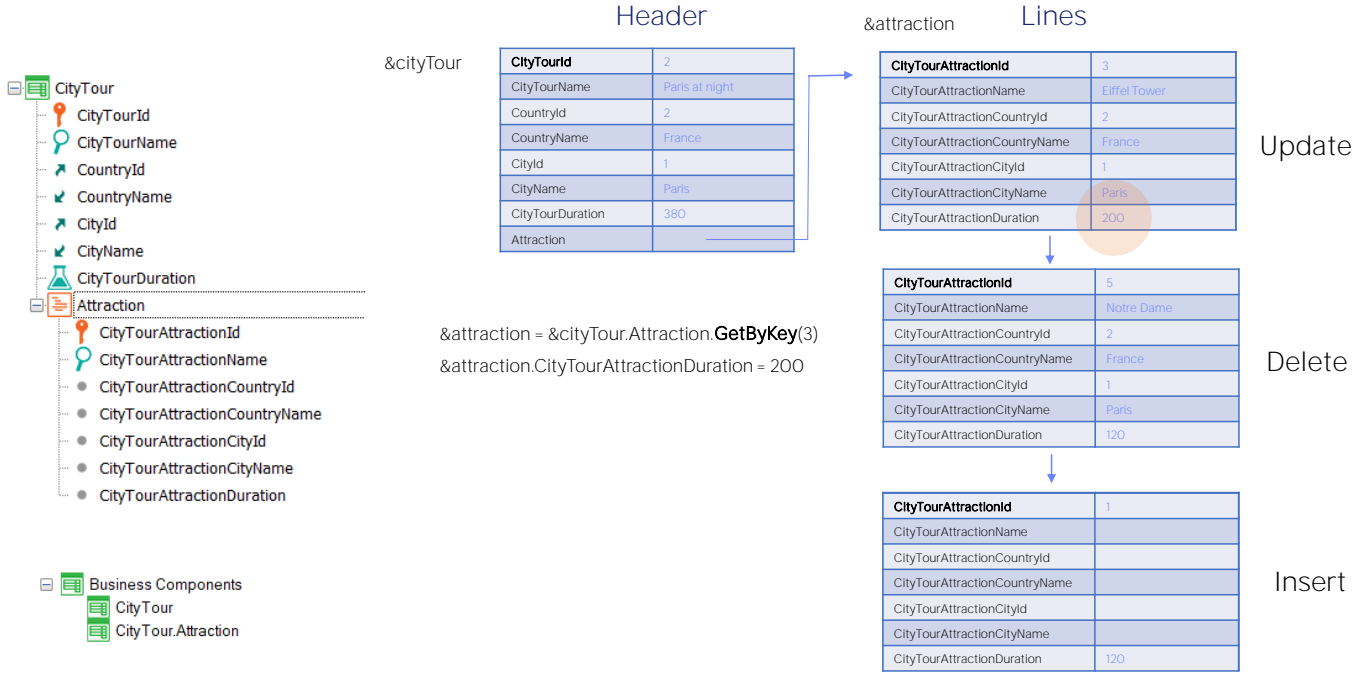 Header
Lines
&attraction
&cityTour
CityTour
CityTourId
CityTourName
CountryId
CountryName
CityId
CityName
CityTourDuration
Attraction
CityTourAttractionId
CityTourAttractionName
CityTourAttractionCountryId
CityTourAttractionCountryName
CityTourAttractionCityId
CityTourAttractionCityName
CityTourAttractionDuration
Business Components
CityTour
CityTour.Attraction
CityTourId 2
CityTourName Paris at night
CountryId 2
CountryName France
CityId 1
CityName Paris
CityTourDuration 380
Attraction
&attraction = &cityTour.Attraction.GetByKey(3)
&attraction.CityTourAttractionDuration = 200
CityTourAttractionId 3
CityTourAttractionName Eiffel Tower
CityTourAttractionCountryId 2
CityTourAttractionCountryName France
CityTourAttractionCityId 1
CityTourAttractionCityName Paris
CityTourAttractionDuration 200
Update
CityTourAttractionId 5
CityTourAttractionName Notre Dame
CityTourAttractionCountryId 2
CityTourAttractionCountryName France
CityTourAttractionCityId 1
CityTourAttractionCityName Paris
CityTourAttractionDuration 120
Delete
CityTourAttractionId 1
CityTourAttractionName
CityTourAttractionCountryId
CityTourAttractionCountryName
CityTourAttractionCityId
CityTourAttractionCityName
CityTourAttractionDuration 120
Insert